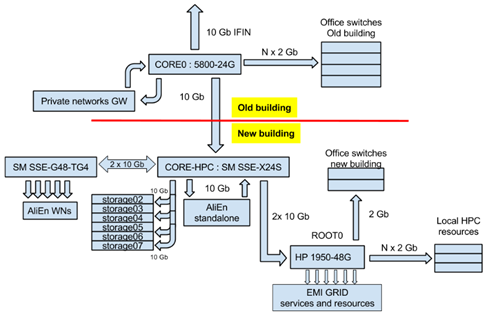 10 Gb IFIN
Office switches
Old building
CORE0 : 5800-24G
N x 2 Gb
Private networks GW
10 Gb
Old building
New building
SM SSE-G48-TG4
2 x 10 Gb
CORE-HPC : SM SSE-X24S
Office switches
new building
AliEn WNs
10 Gb
storage02
storage03
storage04
storage05
storage06
storage07
10 Gb
10 Gb
AliEn
standalone
2x 10 Gb
2 Gb
ROOT0
HP 1950-48G
N x 2 Gb
Local HPC
resources
EMI GRID
services and resources